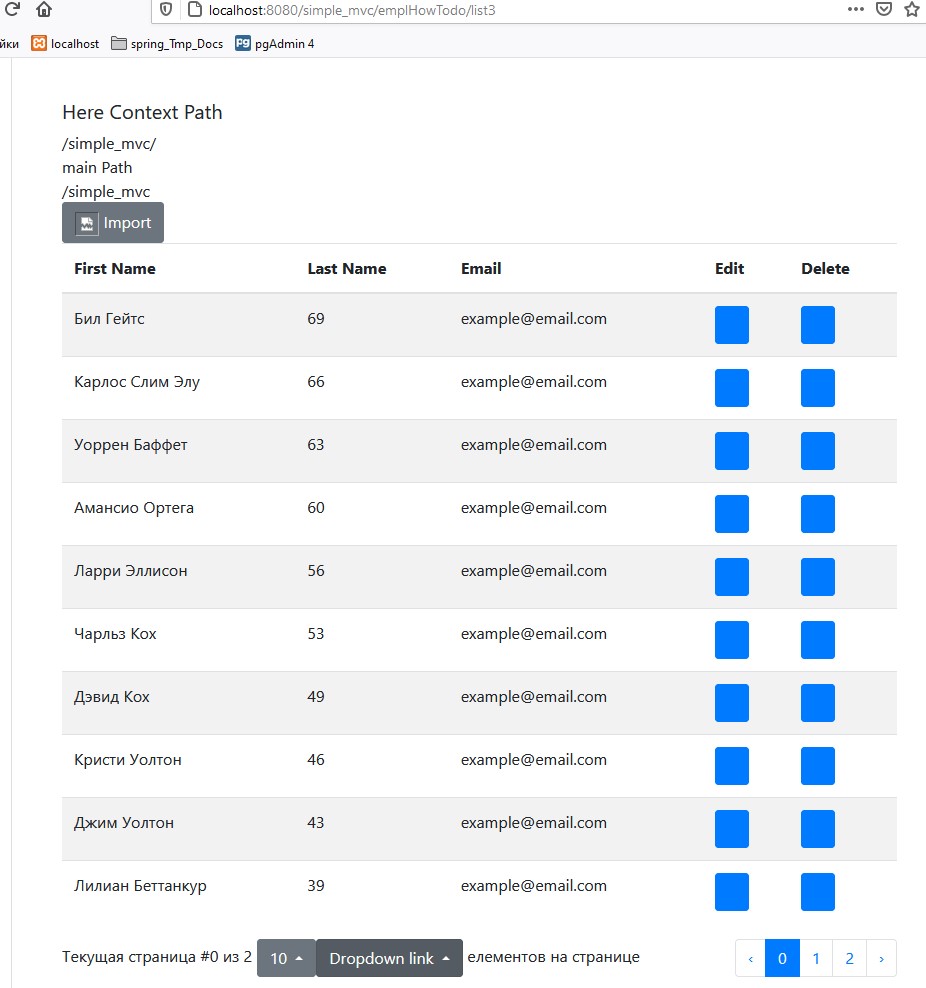 localhost:8080/simple_mvc/emplHowTodo/list3
йки localhost spring_Tmp_Docs pgAdmin 4
Here Context Path
/simple_mvc/
main Path
/simple_mvc
Import
First Name Last Name Email Edit Delete
Бил Гейтс 69 example@email.com
Карлос Слим Элу 66 example@email.com
Уоррен Баффет 63 example@email.com
Амансио Ортега 60 example@email.com
Ларри Эллисон 56 example@email.com
Чарльз Кох 53 example@email.com
Дэвид Кох 49 example@email.com
Кристи Уолтон 46 example@email.com
Джим Уолтон 43 example@email.com
Лилиан Беттанкур 39 example@email.com
Текущая страница #0 из 2 10 Dropdown link елементов на странице ‹ 0 1 2 ›